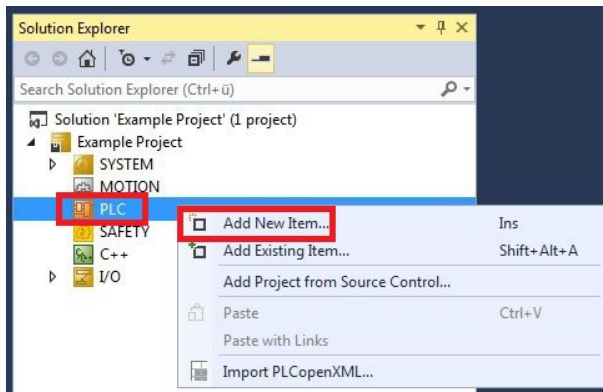 Solution Explorer
Search Solution Explorer (Ctrl+ü)
Solution 'Example Project' (1 project)
Example Project
SYSTEM
MOTION
PLC
SAFETY
C++
I/O
Add New Item... Ins
Add Existing Item... Shift+Alt+A
Add Project from Source Control...
Paste Ctrl+V
Paste with Links
Import PLCopenXML...